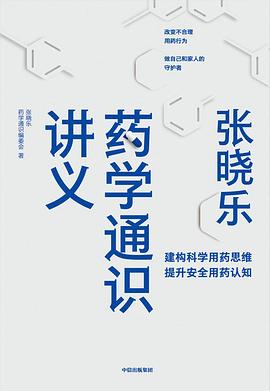 改变不合理
用药行为
做自己和家人的
守护者
张晓乐
药学通识
讲义
张晓乐
药学通识编委会 著
建构科学用药思维
提升安全用药认知
中信出版集团